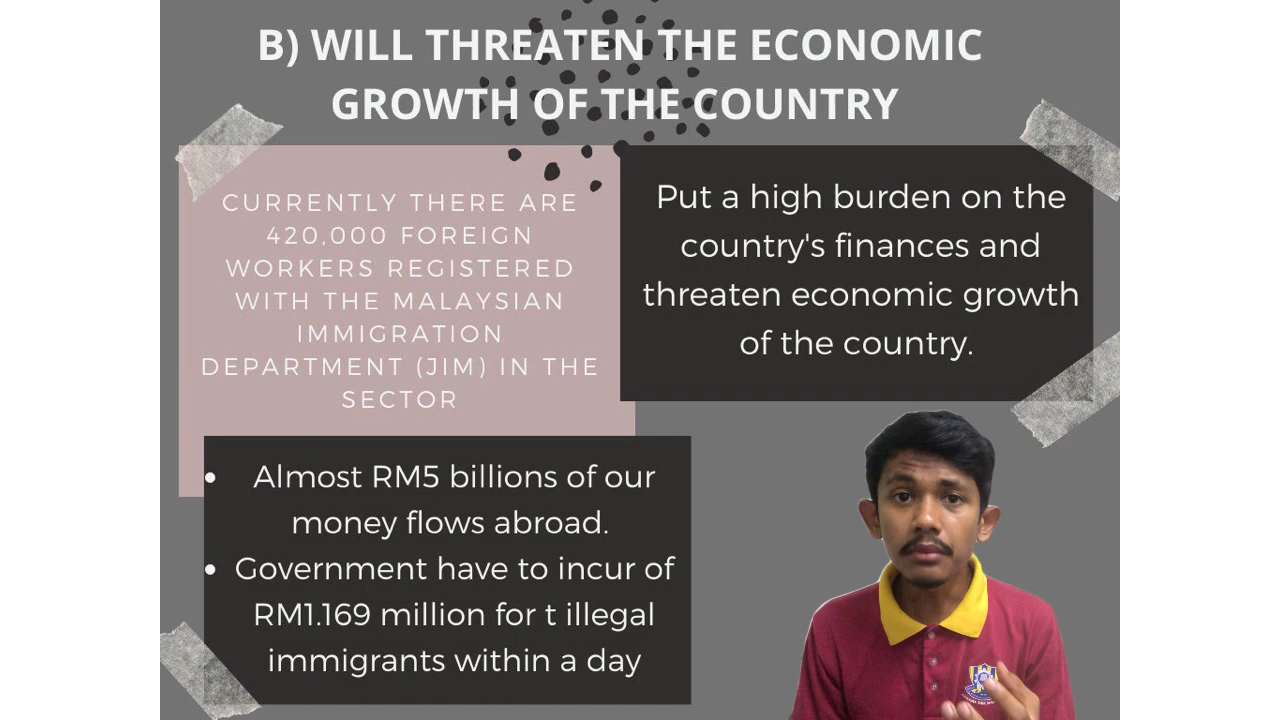 B) WILL THREATEN THE ECONOMIC
GROWTH OF THE COUNTRY
CURRENTLY THERE ARE
420,000 FOREIGN
WORKERS REGISTERED
WITH THE MALAYSIAN
IMMIGRATION
DEPARTMENT (JIM) IN THE
SECTOR
Put a high burden on the
country's finances and
threaten economic growth
of the country.
Almost RM5 billions of our
money flows abroad.
Government have to incur of
RM1.169 million for t illegal
immigrants within a day